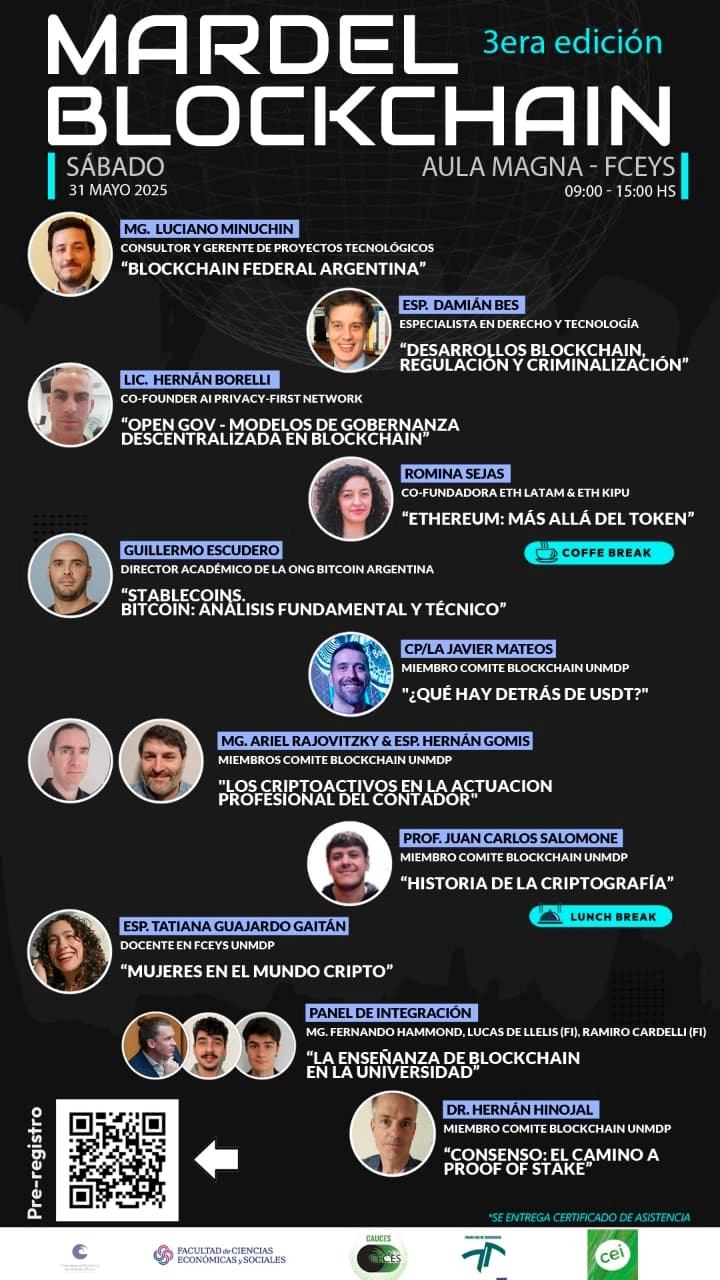 MARDEL
3era edición
BLOCKCHAIN
SÁBADO
31 MAYO 2025
AULA MAGNA - FCEYS
09:00 - 15:00 HS
MG. LUCIANO MINUCHIN
CONSULTOR Y GERENTE DE PROYECTOS TECNOLÓGICOS
“BLOCKCHAIN FEDERAL ARGENTINA”
ESP. DAMIÁN BES
ESPECIALISTA EN DERECHO Y TECNOLOGÍA
“DESARROLLOS BLOCKCHAIN,
REGULACIÓN Y CRIMINALIZACIÓN”
LIC. HERNÁN BORELLI
CO-FOUNDER AI PRIVACY-FIRST NETWORK
“OPEN GOV - MODELOS DE GOBERNANZA
DESCENTRALIZADA EN BLOCKCHAIN”
ROMINA SEJAS
CO-FUNDADORA ETH LATAM & ETH KIPU
“ETHEREUM: MÁS ALLÁ DEL TOKEN”
COFFE BREAK
GUILLERMO ESCUDERO
DIRECTOR ACADÉMICO DE LA ONG BITCOIN ARGENTINA
“STABLECOINS.
BITCOIN: ANÁLISIS FUNDAMENTAL Y TÉCNICO”
CP/LA JAVIER MATEOS
MIEMBRO COMITE BLOCKCHAIN UNMDP
"¿QUÉ HAY DETRÁS DE USDT?"
MG. ARIEL RAJOVITZKY & ESP. HERNÁN GOMIS
MIEMBROS COMITE BLOCKCHAIN UNMDP
"LOS CRIPTOACTIVOS EN LA ACTUACION
PROFESIONAL DEL CONTADOR"
PROF. JUAN CARLOS SALOMONE
MIEMBRO COMITE BLOCKCHAIN UNMDP
“HISTORIA DE LA CRIPTOGRAFÍA”
LUNCH BREAK
ESP. TATIANA GUAJARDO GAITÁN
DOCENTE EN FCEYS UNMDP
“MUJERES EN EL MUNDO CRIPTO”
PANEL DE INTEGRACIÓN
MG. FERNANDO HAMMOND, LUCAS DE LLELIS (FI), RAMIRO CARDELLI (FI)
“LA ENSEÑANZA DE BLOCKCHAIN
EN LA UNIVERSIDAD”
Pre-registro
DR. HERNÁN HINOJAL
MIEMBRO COMITE BLOCKCHAIN UNMDP
“CONSENSO: EL CAMINO A
PROOF OF STAKE”
*SE ENTREGA CERTIFICADO DE ASISTENCIA
FACULTAD de CIENCIAS
ECONÓMICAS y SOCIALES
CAUCES
CECES
cei